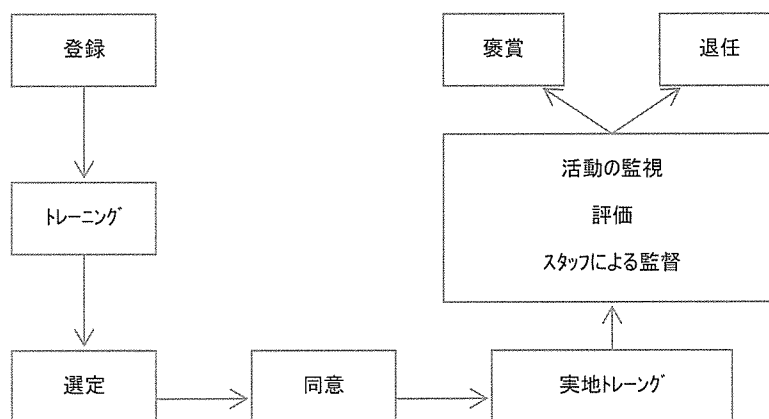 登録
褒賞
退任
活動の監視
評価
スタッフによる監督
トレーニング
選定
同意
実地トレーング